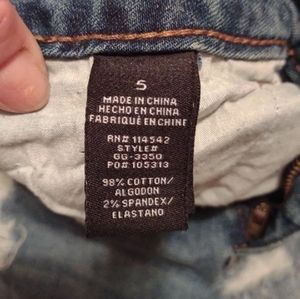 5
MADE IN CHINA
HECHO EN CHINA
FABRIQUÉ EN CHINE
RN# 114542
STYLE#
GG-3350
PO# 105313
98% COTTON/
ALGODON
2% SPANDEX/
ELASTANO